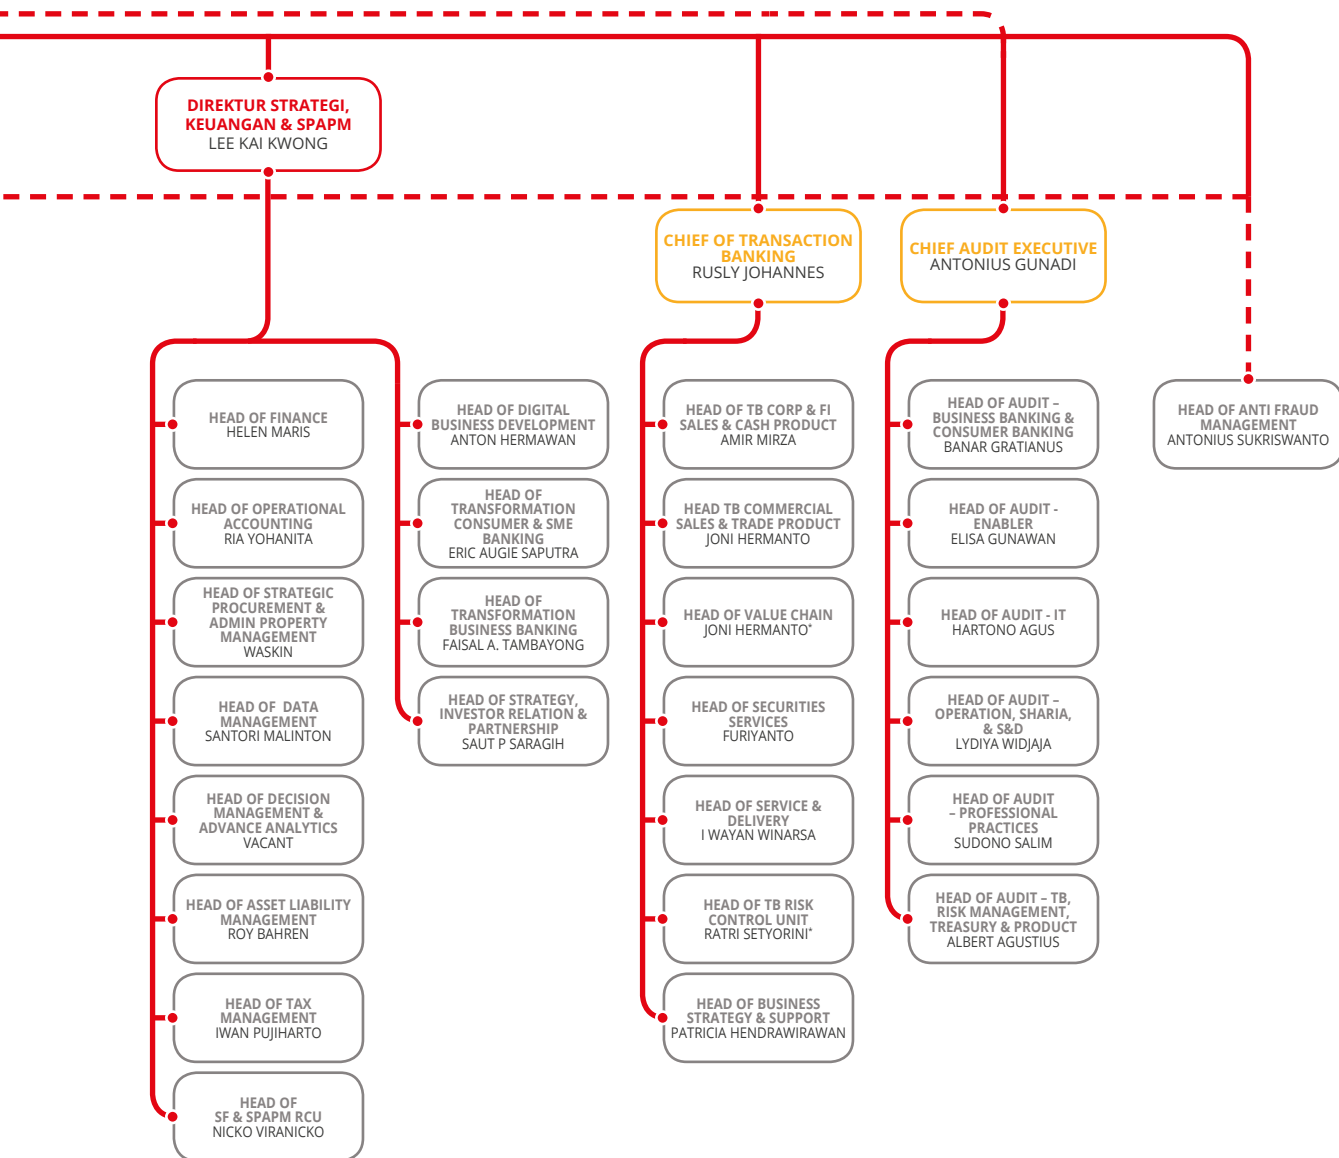 DIREKTUR STRATEGI,
KEUANGAN & SPAPM
LEE KAI KWONG
CHIEF OF TRANSACTION
BANKING
RUSLY JOHANNES
CHIEF AUDIT EXECUTIVE
ANTONIUS GUNADI
HEAD OF FINANCE
HELEN MARIS
HEAD OF OPERATIONAL
ACCOUNTING
RIA YOHANITA
HEAD OF STRATEGIC
PROCUREMENT &
ADMIN PROPERTY
MANAGEMENT
WASKIN
HEAD OF  DATA
MANAGEMENT
SANTORI MALINTON
HEAD OF DECISION
MANAGEMENT &
ADVANCE ANALYTICS
VACANT
HEAD OF ASSET LIABILITY
MANAGEMENT
ROY BAHREN
HEAD OF TAX
MANAGEMENT
IWAN PUJIHARTO
HEAD OF
SF & SPAPM RCU
NICKO VIRANICKO
HEAD OF DIGITAL
BUSINESS DEVELOPMENT
ANTON HERMAWAN
HEAD OF
TRANSFORMATION
CONSUMER & SME
BANKING
ERIC AUGIE SAPUTRA
HEAD OF
TRANSFORMATION
BUSINESS BANKING
FAISAL A. TAMBAYONG
HEAD OF STRATEGY,
INVESTOR RELATION &
PARTNERSHIP
SAUT P SARAGIH
HEAD OF TB CORP & FI
SALES & CASH PRODUCT
AMIR MIRZA
HEAD TB COMMERCIAL
SALES & TRADE PRODUCT
JONI HERMANTO
HEAD OF VALUE CHAIN
JONI HERMANTO*
HEAD OF SECURITIES
SERVICES
FURIYANTO
HEAD OF SERVICE &
DELIVERY
I WAYAN WINARSA
HEAD OF TB RISK
CONTROL UNIT
RATRI SETYORINI*
HEAD OF BUSINESS
STRATEGY & SUPPORT
PATRICIA HENDRAWIRAWAN
HEAD OF AUDIT –
BUSINESS BANKING &
CONSUMER BANKING
BANAR GRATIANUS
HEAD OF AUDIT -
ENABLER
ELISA GUNAWAN
HEAD OF AUDIT - IT
HARTONO AGUS
HEAD OF AUDIT –
OPERATION, SHARIA,
& S&D
LYDIYA WIDJAJA
HEAD OF AUDIT
– PROFESSIONAL
PRACTICES
SUDONO SALIM
HEAD OF AUDIT – TB,
RISK MANAGEMENT,
TREASURY & PRODUCT
ALBERT AGUSTIUS
HEAD OF ANTI FRAUD
MANAGEMENT
ANTONIUS SUKRISWANTO